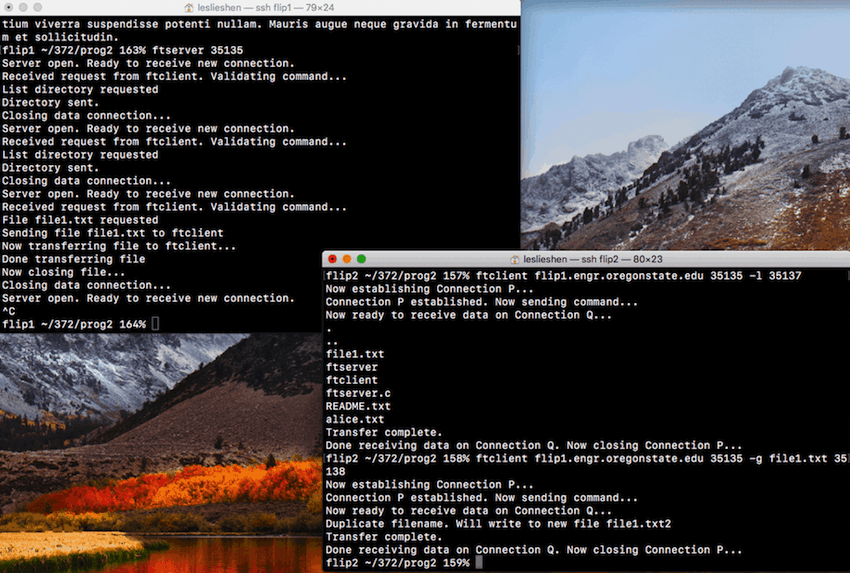 leslieshen — ssh flip1 — 79×24
tium viverra suspendisse potenti nullam. Mauris augue neque gravida in fermentu
m et sollicitudin.
flip1 ~/372/prog2 163% ftserver 35135
Server open. Ready to receive new connection.
Received request from ftclient. Validating command...
List directory requested
Directory sent.
Closing data connection...
Server open. Ready to receive new connection.
Received request from ftclient. Validating command...
List directory requested
Directory sent.
Closing data connection...
Server open. Ready to receive new connection.
Received request from ftclient. Validating command...
File file1.txt requested
Sending file file1.txt to ftclient
Now transferring file to ftclient...
Done transferring file
Now closing file...
Closing data connection...
Server open. Ready to receive new connection.
^C
flip1 ~/372/prog2 164%
leslieshen — ssh flip2 — 80×23
flip2 ~/372/prog2 157% ftclient flip1.engr.oregonstate.edu 35135 -l 35137
Now establishing Connection P...
Connection P established. Now sending command...
Now ready to receive data on Connection Q...
.
..
file1.txt
ftserver
ftclient
ftserver.c
README.txt
alice.txt
Transfer complete.
Done receiving data on Connection Q. Now closing Connection P...
flip2 ~/372/prog2 158% ftclient flip1.engr.oregonstate.edu 35135 -g file1.txt 35
138
Now establishing Connection P...
Connection P established. Now sending command...
Now ready to receive data on Connection Q...
Duplicate filename. Will write to new file file1.txt2
Transfer complete.
Done receiving data on Connection Q. Now closing Connection P...
flip2 ~/372/prog2 159%